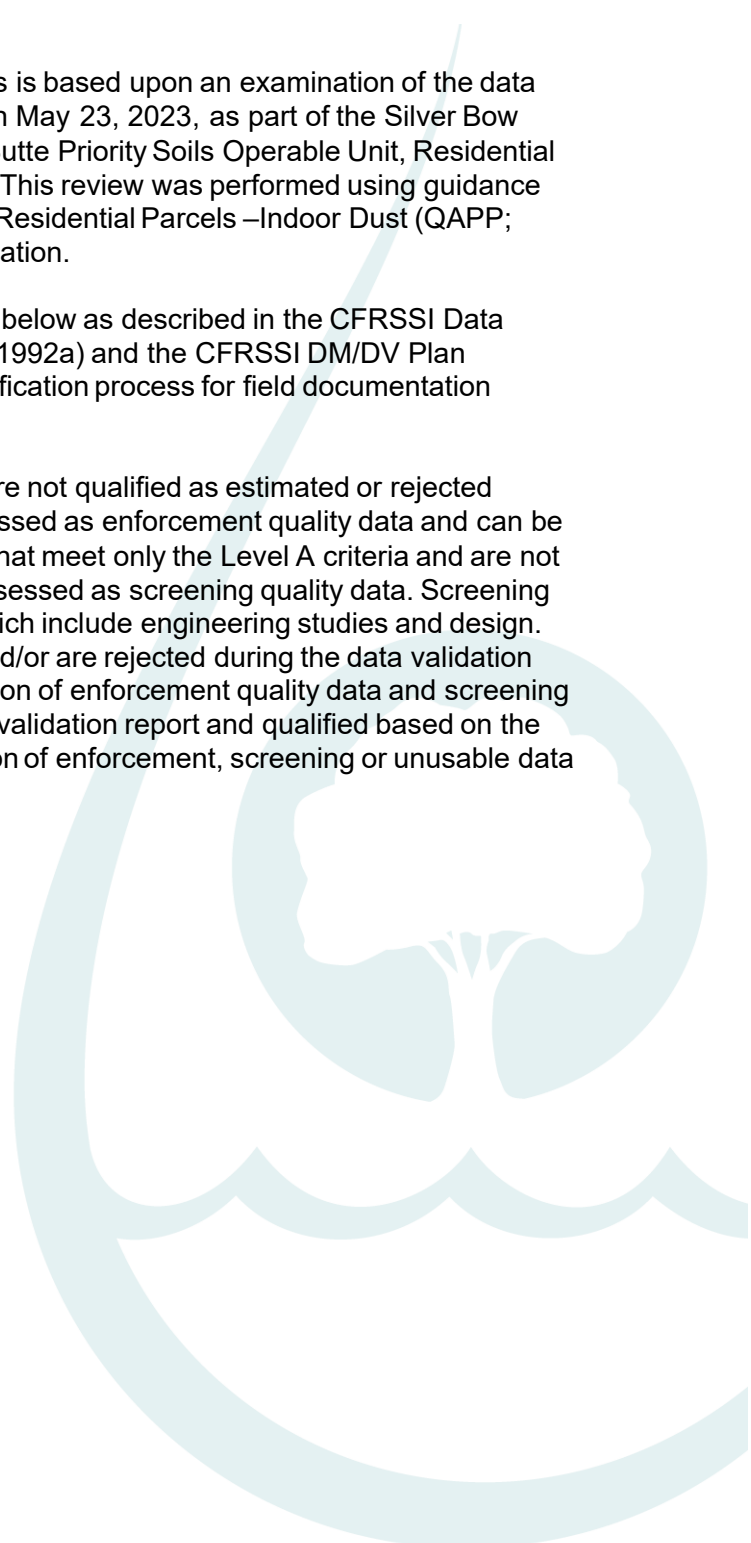 s is based upon an examination of the data
n May 23, 2023, as part of the Silver Bow
utte Priority Soils Operable Unit, Residential
This review was performed using guidance
Residential Parcels –Indoor Dust (QAPP;
ation.
below as described in the CFRSSI Data
1992a) and the CFRSSI DM/DV Plan
fication process for field documentation
re not qualified as estimated or rejected
ssed as enforcement quality data and can be
hat meet only the Level A criteria and are not
sessed as screening quality data. Screening
ich include engineering studies and design.
d/or are rejected during the data validation
on of enforcement quality data and screening
validation report and qualified based on the
on of enforcement, screening or unusable data